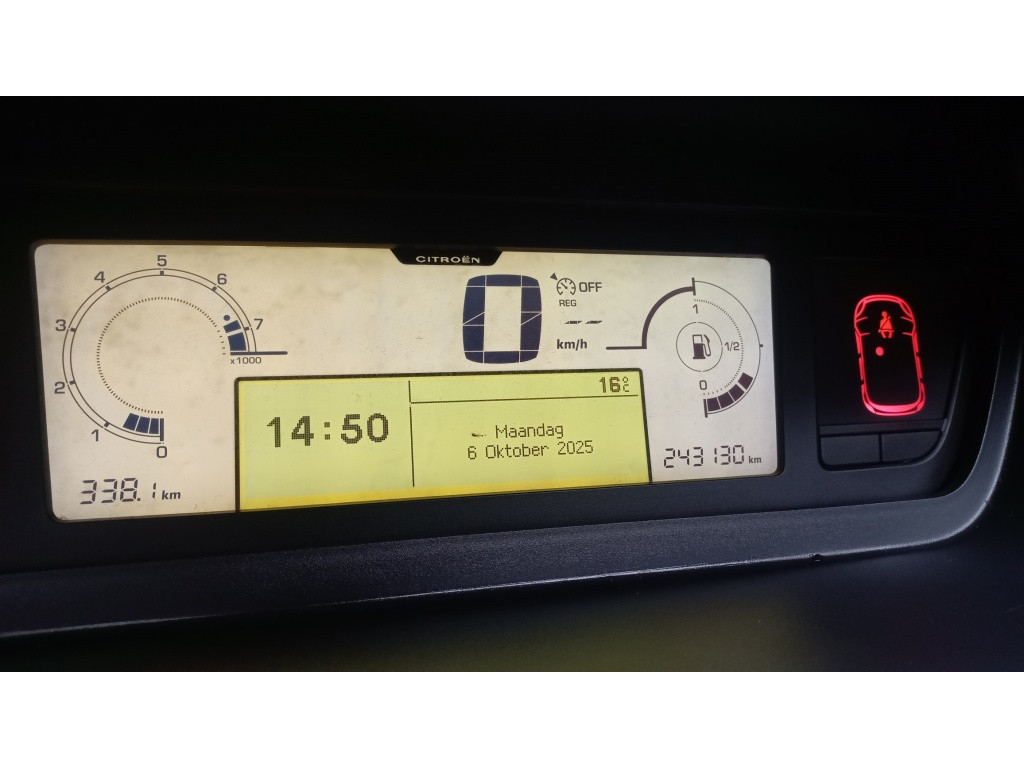 CITROËN
5
4
6
3
7
x1000
2
1
0
0
OFF
REG
-- --
km/h
1
1/2
0
16°C
14:50
Maandag
6 Oktober 2025
338.1 km
243130 km